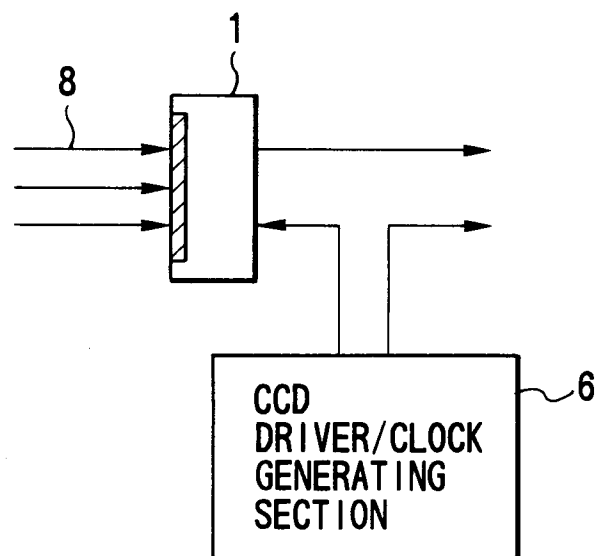 1
8
6
CCD
DRIVER/CLOCK
GENERATING
SECTION